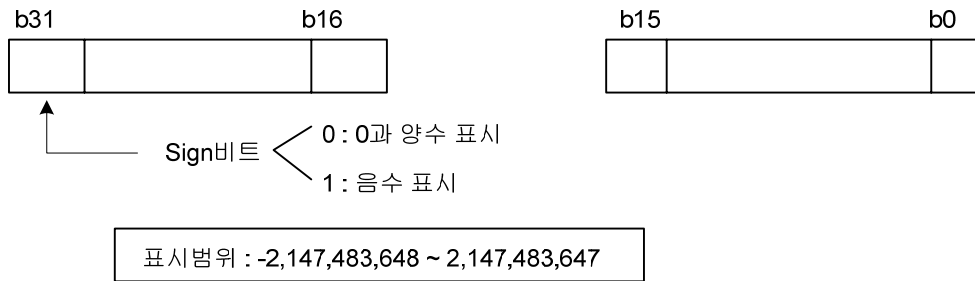 b31 b16 b15 b0
0 : 0과 양수 표시
Sign비트
1 : 음수 표시
표시범위 : -2,147,483,648 ~ 2,147,483,647